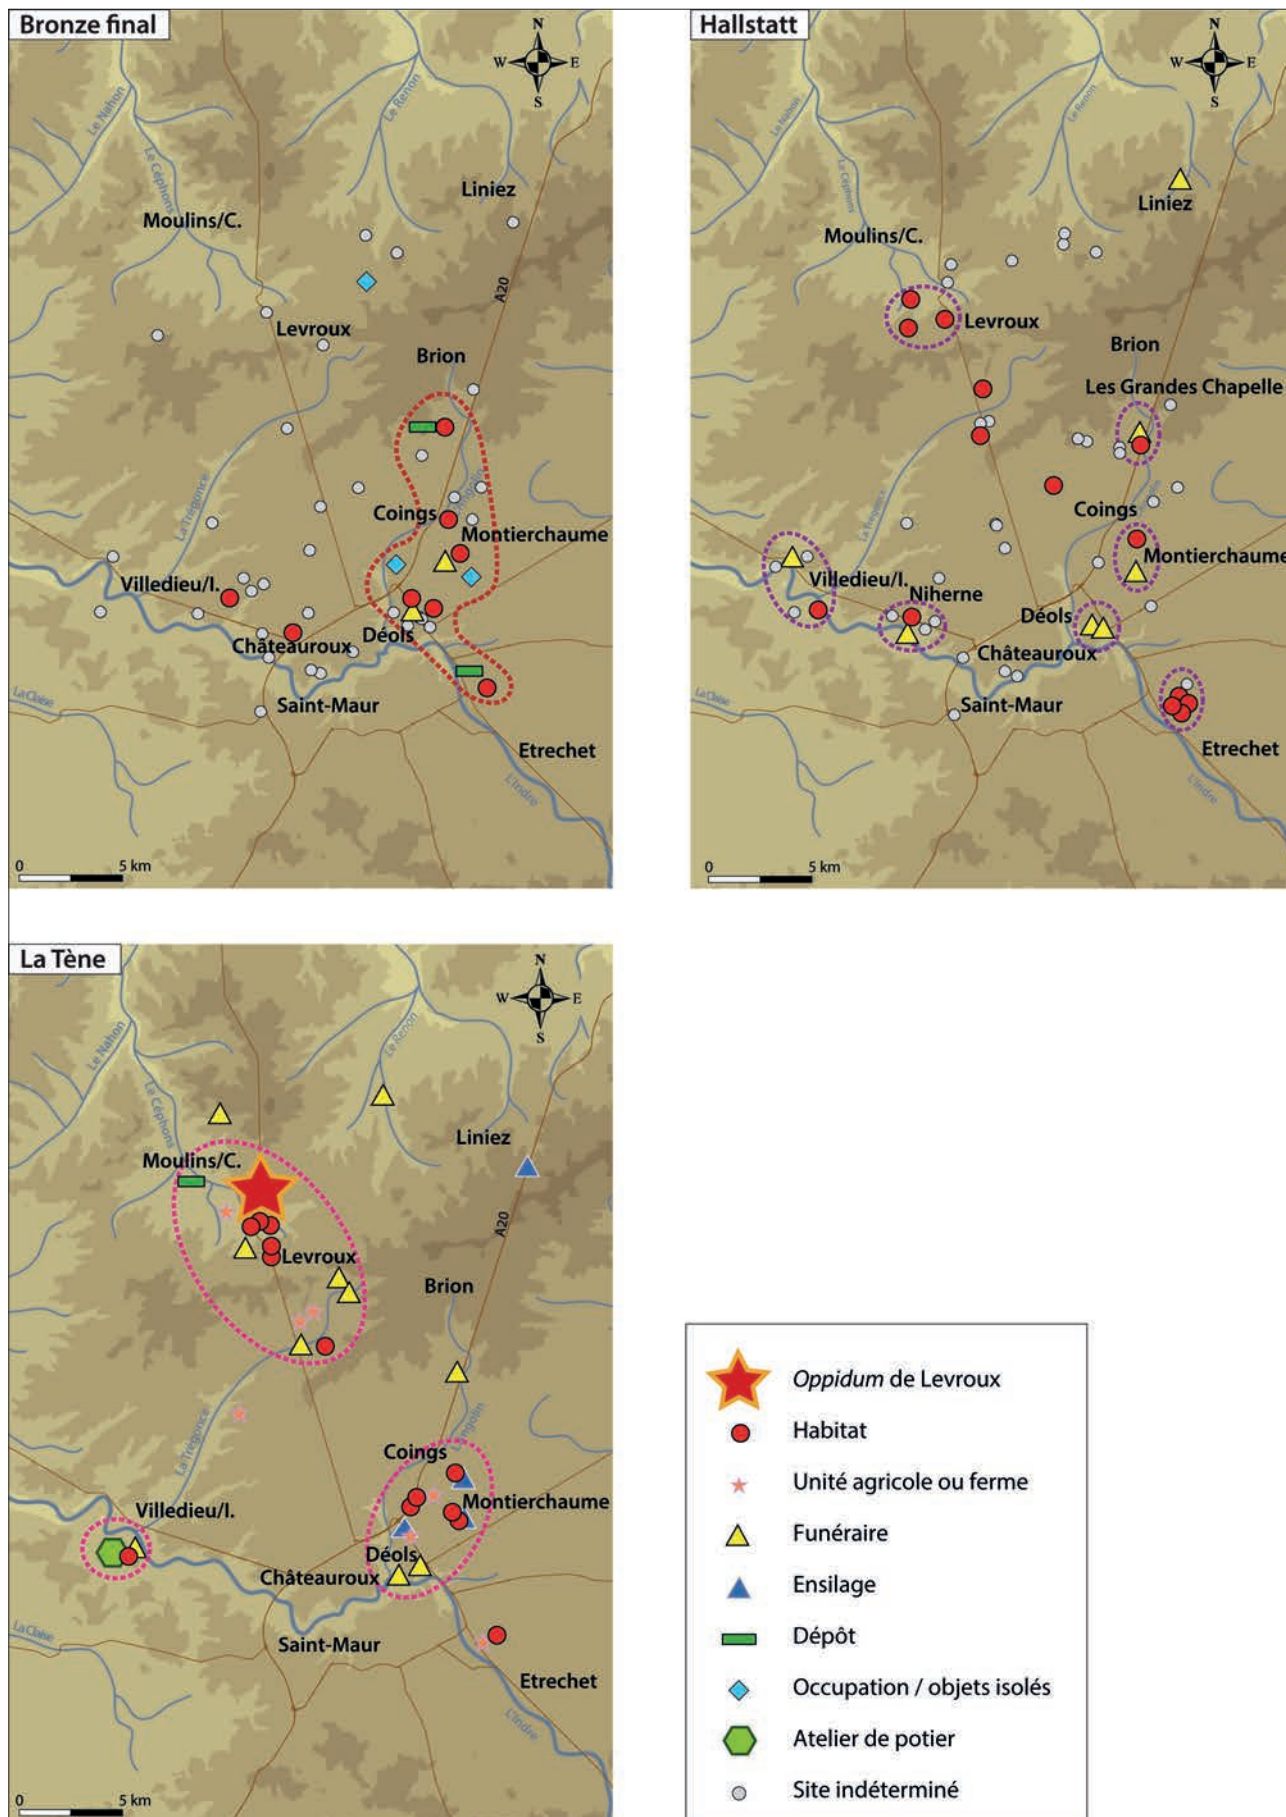 Bronze final
N
W
E
S
Le Nahon
Le Renon
Le Céphons
Liniez
Moulins/C.
A20
Levroux
Brion
La Trégonce
L'angolin
Coings
Montierchaume
Villedieu/I.
Châteauroux
Déols
La Claise
Saint-Maur
Etrechet
L'Indre
0
5 km
Hallstatt
N
W
E
S
Le Nahon
Le Renon
Le Céphons
Liniez
Moulins/C.
Levroux
Brion
Les Grandes Chapelle
La Trégonce
Coings
Montierchaume
Villedieu/I.
Niherne
Déols
Châteauroux
Saint-Maur
Etrechet
L'Indre
0
5 km
La Tène
N
W
E
S
Le Nahon
Le Renon
Le Céphons
Liniez
Moulins/C.
A20
Levroux
Brion
La Trégonce
L'angolin
Coings
Montierchaume
Villedieu/I.
Déols
Châteauroux
La Claise
Saint-Maur
Etrechet
L'Indre
0
5 km
Oppidum de Levroux
Habitat
Unité agricole ou ferme
Funéraire
Ensilage
Dépôt
Occupation / objets isolés
Atelier de potier
Site indéterminé